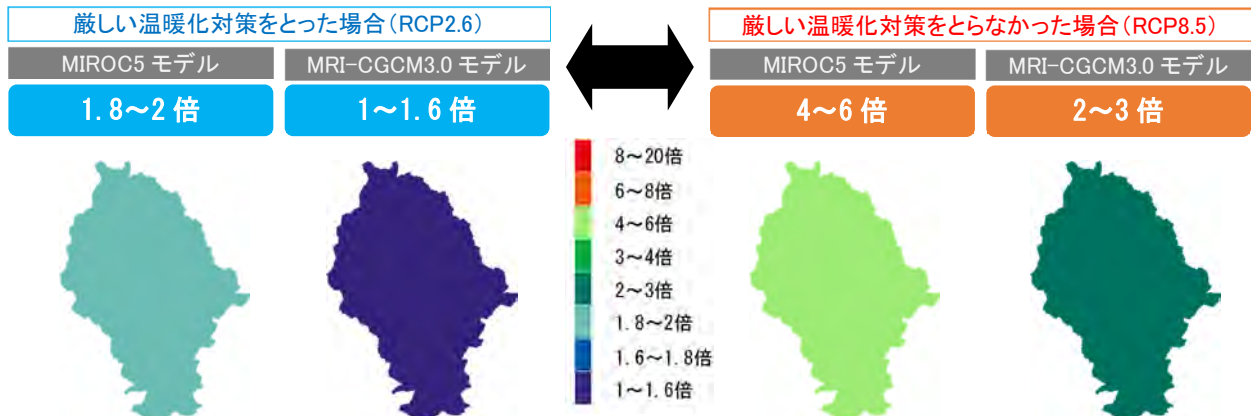 厳しい温暖化対策をとった場合(RCP2.6)
MIROC5 モデル
MRI-CGCM3.0 モデル
1.8～2 倍
1～1.6 倍
厳しい温暖化対策をとらなかった場合(RCP8.5)
MIROC5 モデル
MRI-CGCM3.0 モデル
4～6 倍
2～3 倍
8～20倍
6～8倍
4～6倍
3～4倍
2～3倍
1.8～2倍
1.6～1.8倍
1～1.6倍